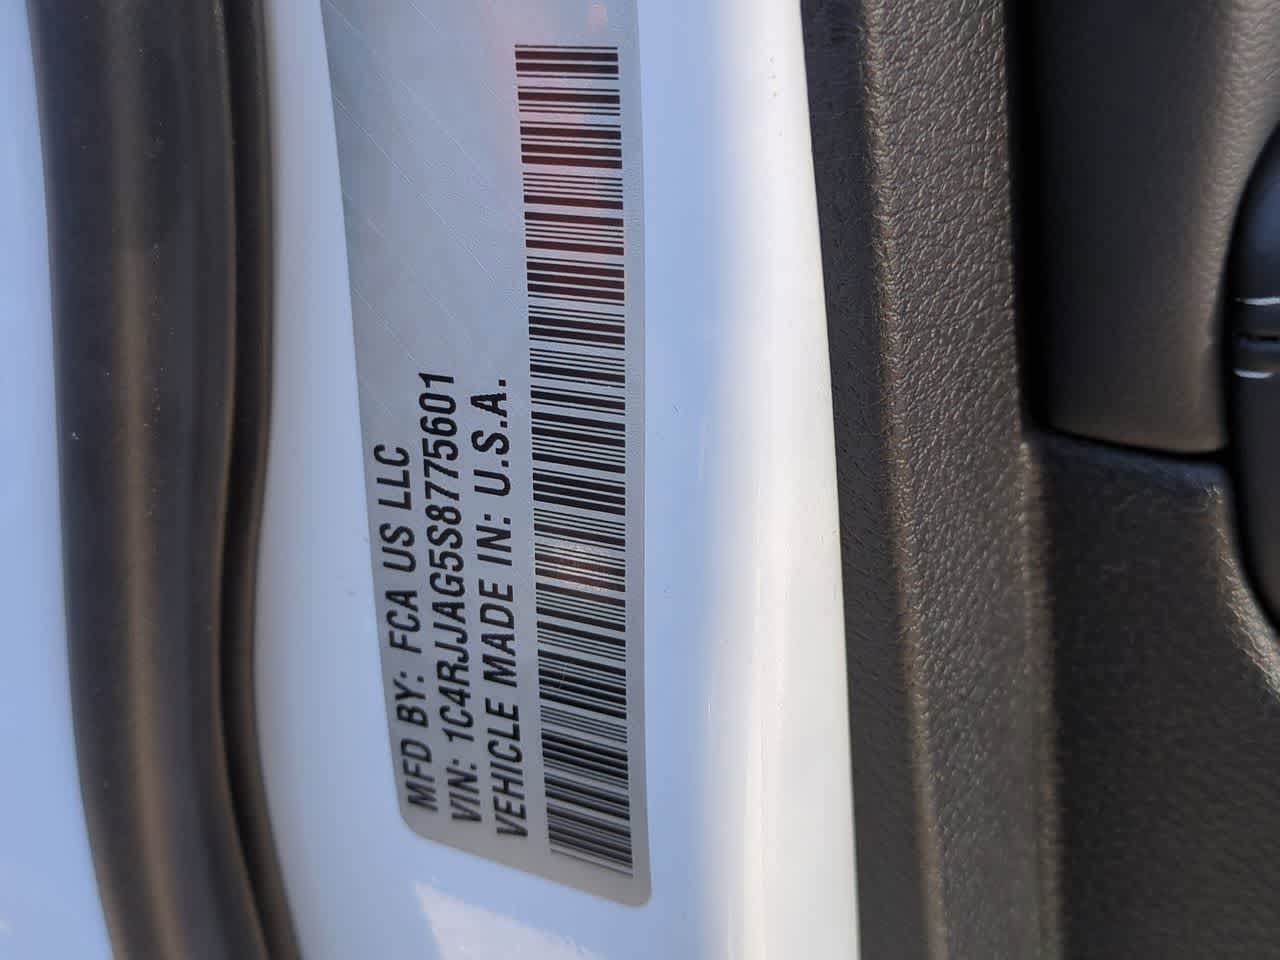 MFD BY: FCA US LLC
VIN: 1C4RJJAG5S8775601
VEHICLE MADE IN: U.S.A.